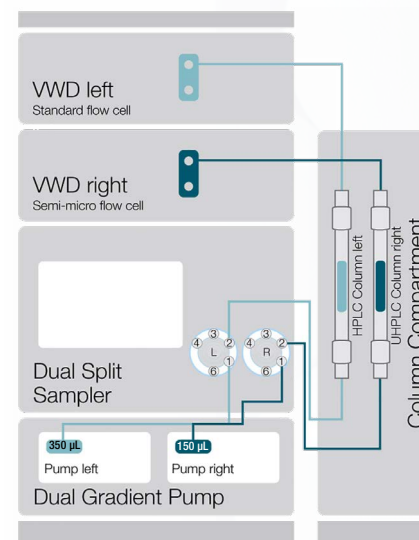 VWD left
Standard flow cell
VWD right
Semi-micro flow cell
HPLC Column left
UHPLC Column right
Column Compartment
3
4 2
L
1
6
3
4 2
R
1
6
Dual Split
Sampler
350 µL
Pump left
150 µL
Pump right
Dual Gradient Pump